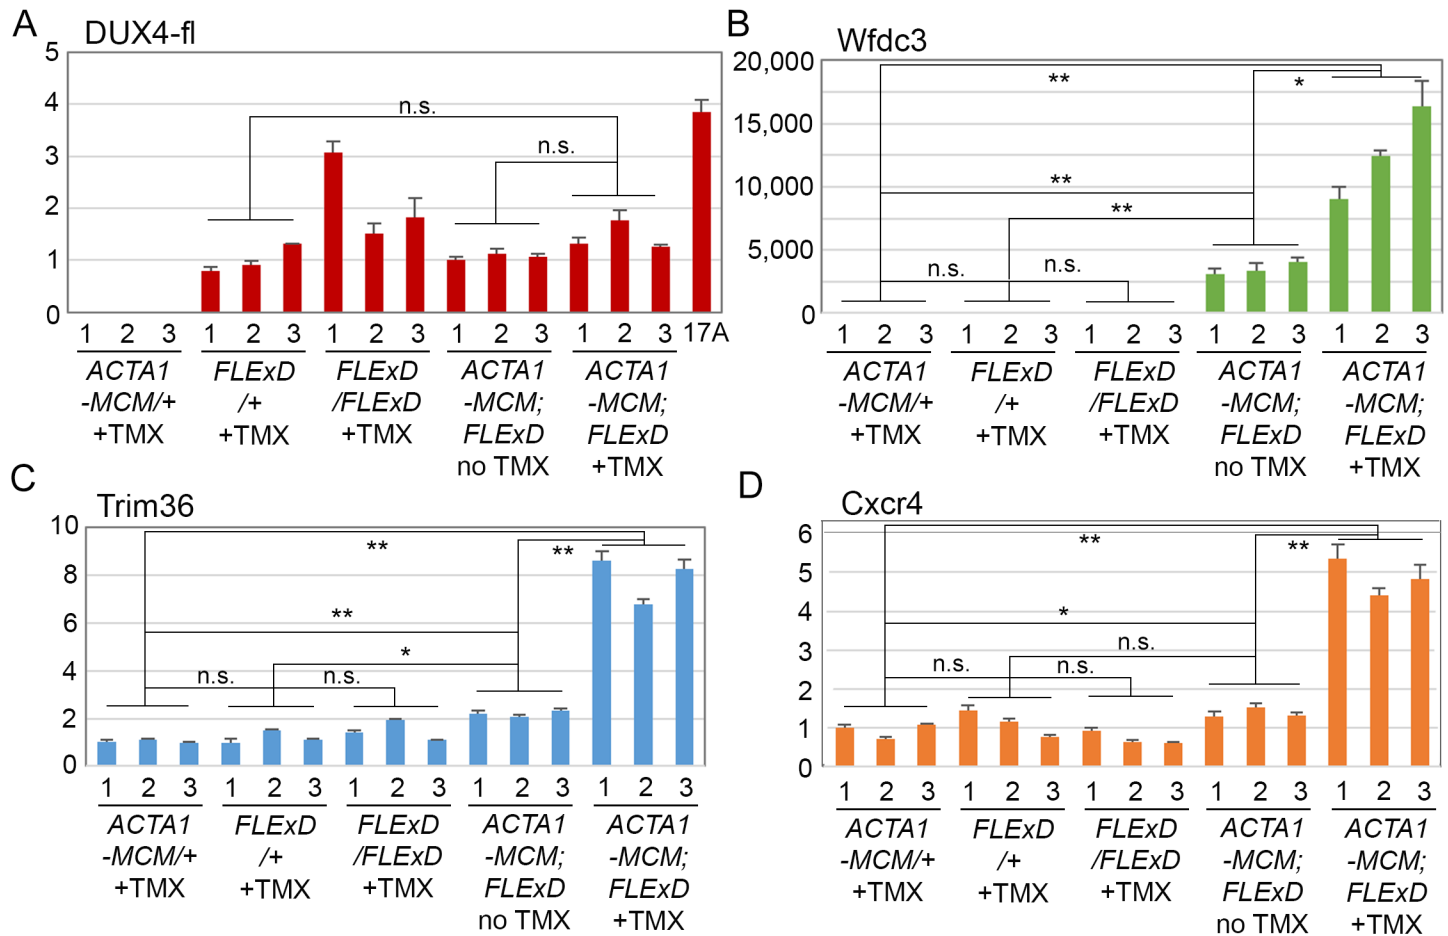 A
DUX4-fl
5
4
3
2
1
0
n.s.
n.s.
1 2 3 1 2 3 1 2 3 1 2 3 1 2 3 17A
ACTA1 FLExD FLExD ACTA1 ACTA1
-MCM/+ /+ /FLExD -MCM; -MCM;
+TMX +TMX +TMX FLExD FLExD
no TMX +TMX
B
Wfdc3
20,000
15,000
10,000
5,000
0
**
*
**
**
n.s. n.s.
1 2 3 1 2 3 1 2 3 1 2 3 1 2 3
ACTA1 FLExD FLExD ACTA1 ACTA1
-MCM/+ /+ /FLExD -MCM; -MCM;
+TMX +TMX +TMX FLExD FLExD
no TMX +TMX
C
Trim36
10
8
6
4
2
0
** **
**
*
n.s. n.s.
1 2 3 1 2 3 1 2 3 1 2 3 1 2 3
ACTA1 FLExD FLExD ACTA1 ACTA1
-MCM/+ /+ /FLExD -MCM; -MCM;
+TMX +TMX +TMX FLExD FLExD
no TMX +TMX
D
Cxcr4
6
5
4
3
2
1
0
** **
*
n.s.
n.s. n.s.
1 2 3 1 2 3 1 2 3 1 2 3 1 2 3
ACTA1 FLExD FLExD ACTA1 ACTA1
-MCM/+ /+ /FLExD -MCM; -MCM;
+TMX +TMX +TMX FLExD FLExD
no TMX +TMX